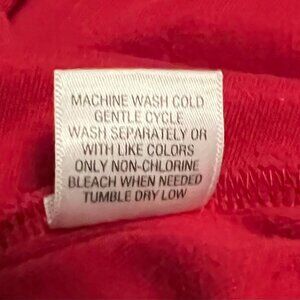 MACHINE WASH COLD
GENTLE CYCLE
WASH SEPARATELY OR
WITH LIKE COLORS
ONLY NON-CHLORINE
BLEACH WHEN NEEDED
TUMBLE DRY LOW